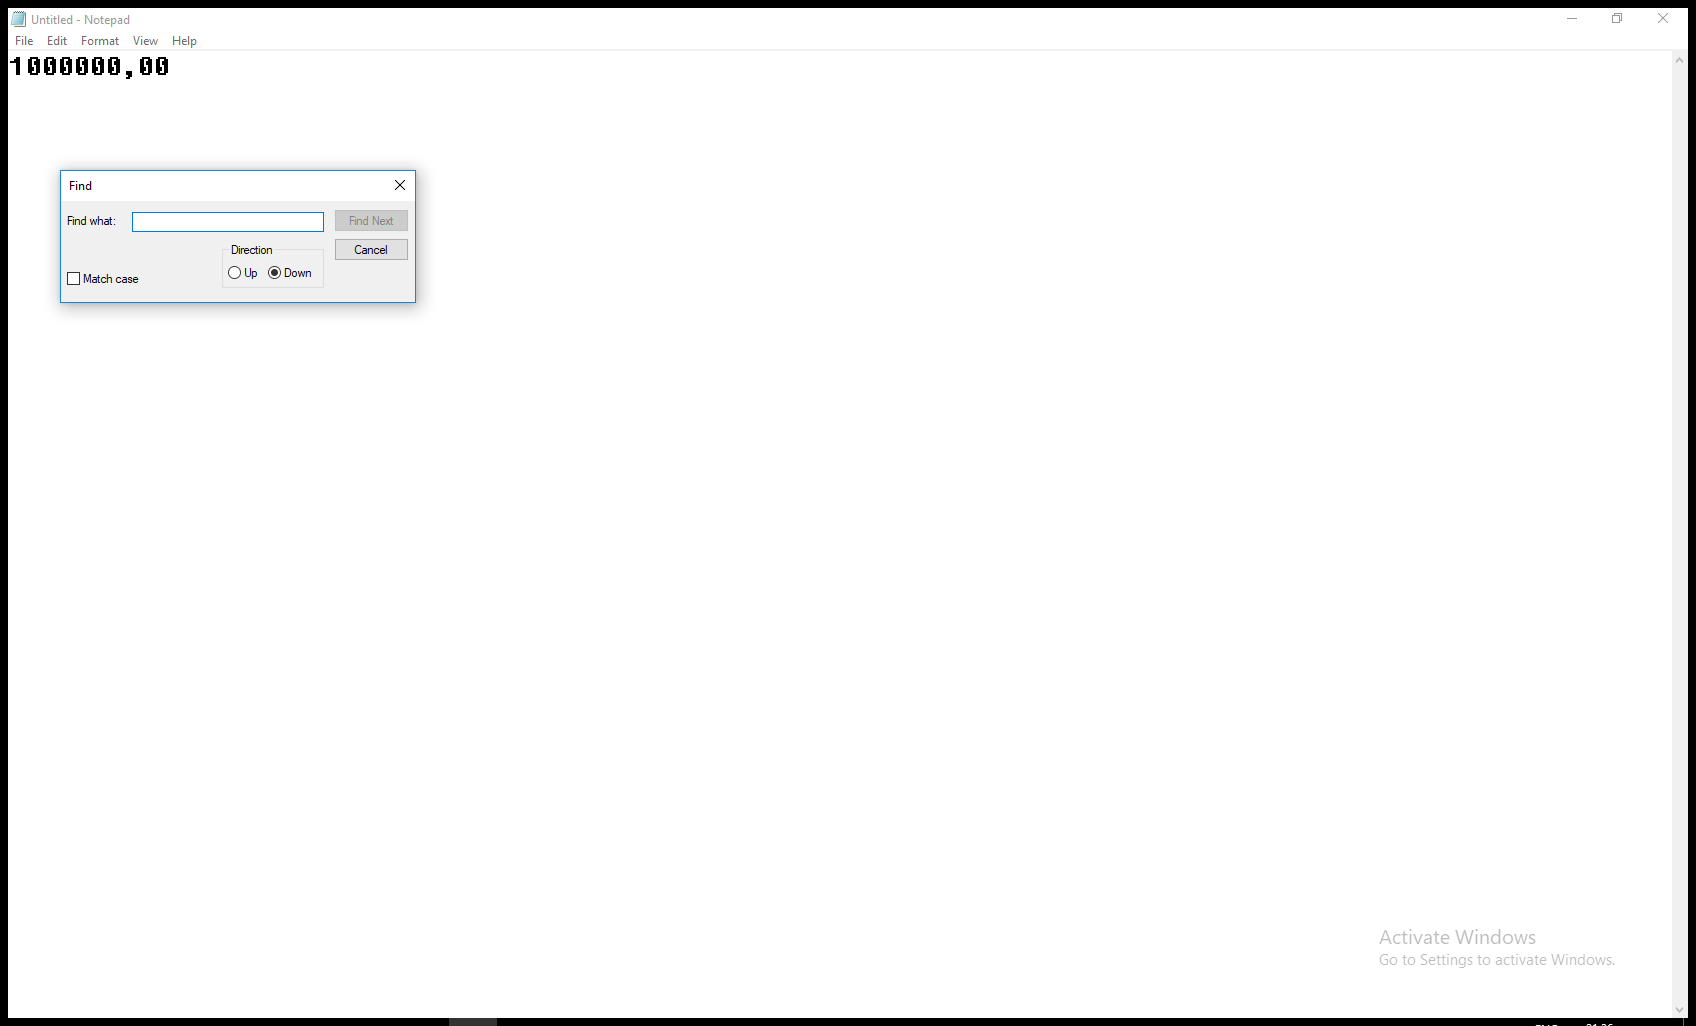 Untitled - Notepad
File Edit Format View Help
1000000,00
Find
Find what:
Find Next
Direction
Cancel
Up Down
Match case
Activate Windows
Go to Settings to activate Windows.